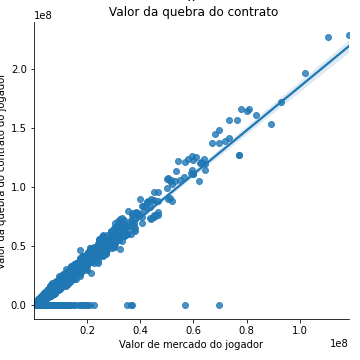 Valor da quebra do contrato
1e8
2.0
1.5
1.0
0.5
0.0
Valor da quebra do contrato do jogador
0.2
0.4
0.6
0.8
1.0
1e8
Valor de mercado do jogador